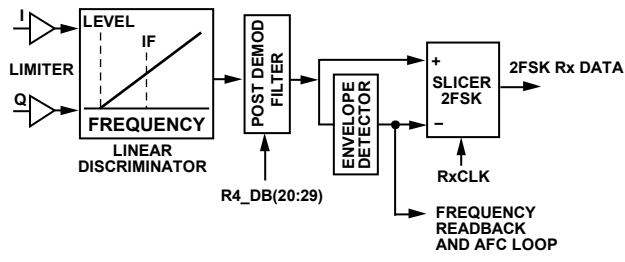 I
LIMITER
Q
LEVEL
IF
FREQUENCY
LINEAR
DISCRIMINATOR
POST DEMOD
FILTER
R4_DB(20:29)
ENVELOPE
DETECTOR
+
SLICER
2FSK
−
2FSK Rx DATA
RxCLK
FREQUENCY
READBACK
AND AFC LOOP